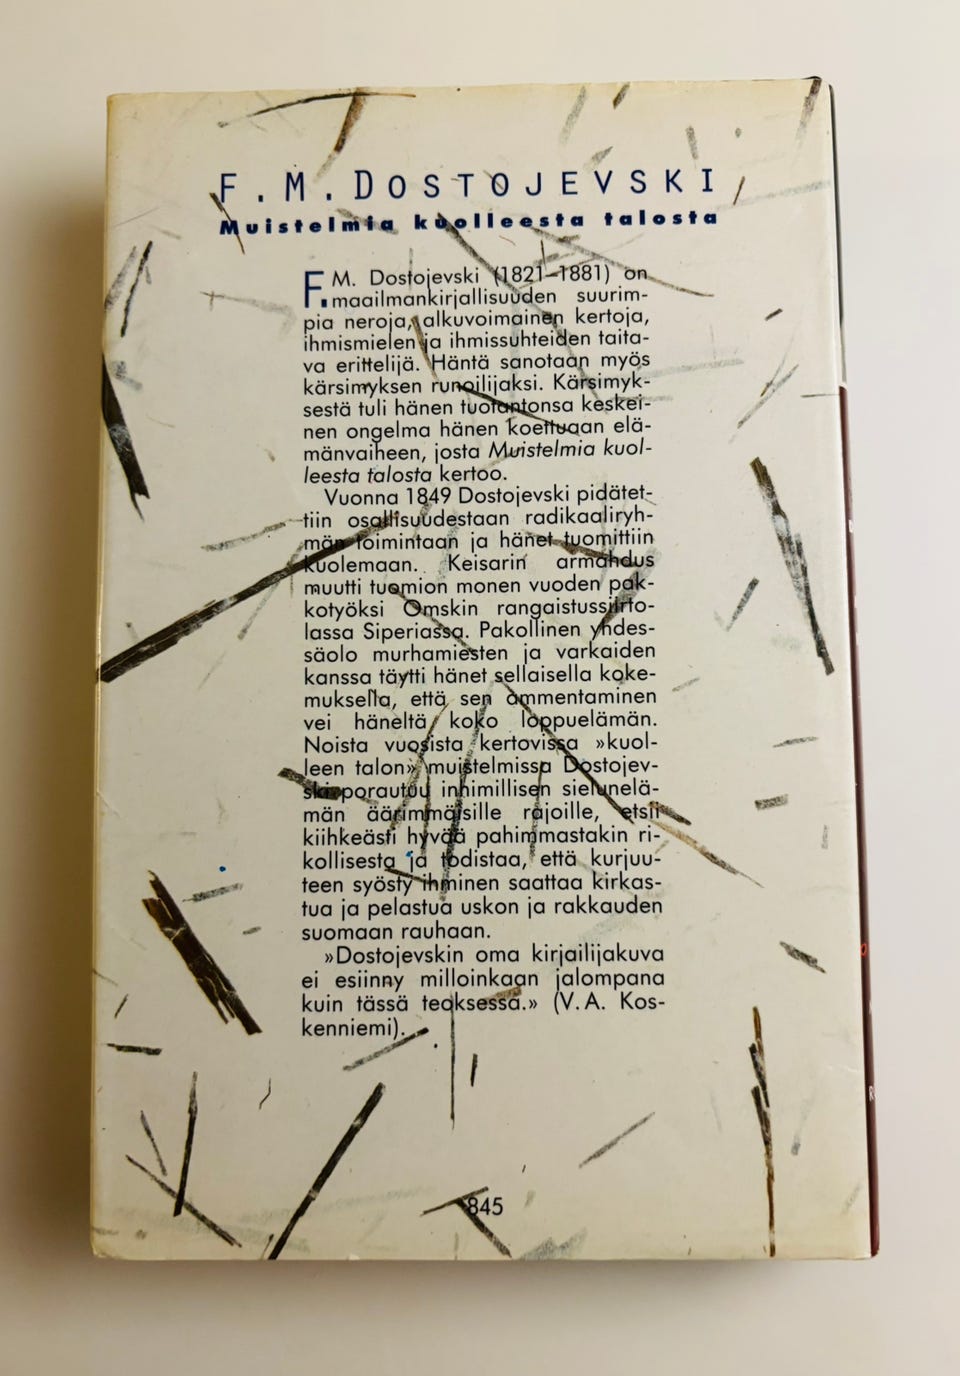 F.M.DOSTOJEVSKI
Muistelmia kuolleesta talosta
F.M. Dostojevski (1821–1881) on
maailmankirjallisuuden suurim-
pia neroja, alkuvoimainen kertoja,
ihmismielen ja ihmissuhteiden taita-
va erittelijä. Häntä sanotaan myös
kärsimyksen runoilijaksi. Kärsimyk-
sestä tuli hänen tuotantonsa keskei-
nen ongelma hänen koettuaan elä-
mänvaiheen, josta Muistelmia kuol-
leesta talosta kertoo.
Vuonna 1849 Dostojevski pidätet-
tiin osallisuudestaan radikaaliryh-
män toimintaan ja hänet tuomittiin
kuolemaan. Keisarin armahdus
muutti tuomion monen vuoden pak-
kotyöksi Omskin rangaistussiirto-
lassa Siperiassa. Pakollinen yhdes-
säolo murhamiesten ja varkaiden
kanssa täytti hänet sellaisella koke-
muksella, että sen ammentaminen
vei häneltä koko loppuelämän.
Noista vuosista kertovissa »kuol-
leen talon» muistelmissa Dostojev-
ski porautuu inhimillisen sielunelä-
män äärimmäisille rajoille, etsii
kiihkeästi hyvää pahimmastakin ri-
kollisesta ja todistaa, että kurjuu-
teen syösty ihminen saattaa kirkas-
tua ja pelastua uskon ja rakkauden
suomaan rauhaan.
»Dostojevskin oma kirjailijakuva
ei esiinny milloinkaan jalompana
kuin tässä teoksessa.» (V. A. Kos-
kenniemi).
845